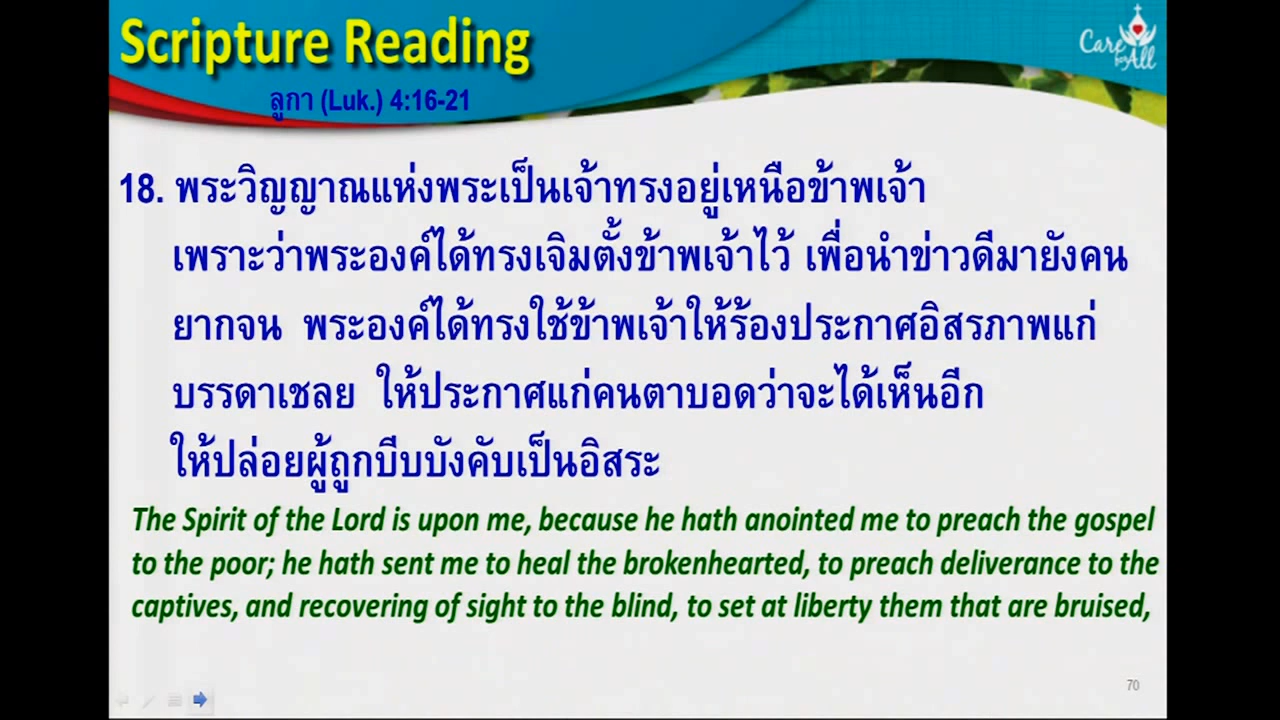 Scripture Reading
Care for All
ลูกา (Luk.) 4:16-21
18. พระวิญญาณแห่งพระเป็นเจ้าทรงอยู่เหนือข้าพเจ้า
เพราะว่าพระองค์ได้ทรงเจิมตั้งข้าพเจ้าไว้ เพื่อนำข่าวดีมายังคน
ยากจน พระองค์ได้ทรงใช้ข้าพเจ้าให้ร้องประกาศอิสรภาพแก่
บรรดาเชลย ให้ประกาศแก่คนตาบอดว่าจะได้เห็นอีก
ให้ปล่อยผู้ถูกบีบบังคับเป็นอิสระ
The Spirit of the Lord is upon me, because he hath anointed me to preach the gospel
to the poor; he hath sent me to heal the brokenhearted, to preach deliverance to the
captives, and recovering of sight to the blind, to set at liberty them that are bruised,
70